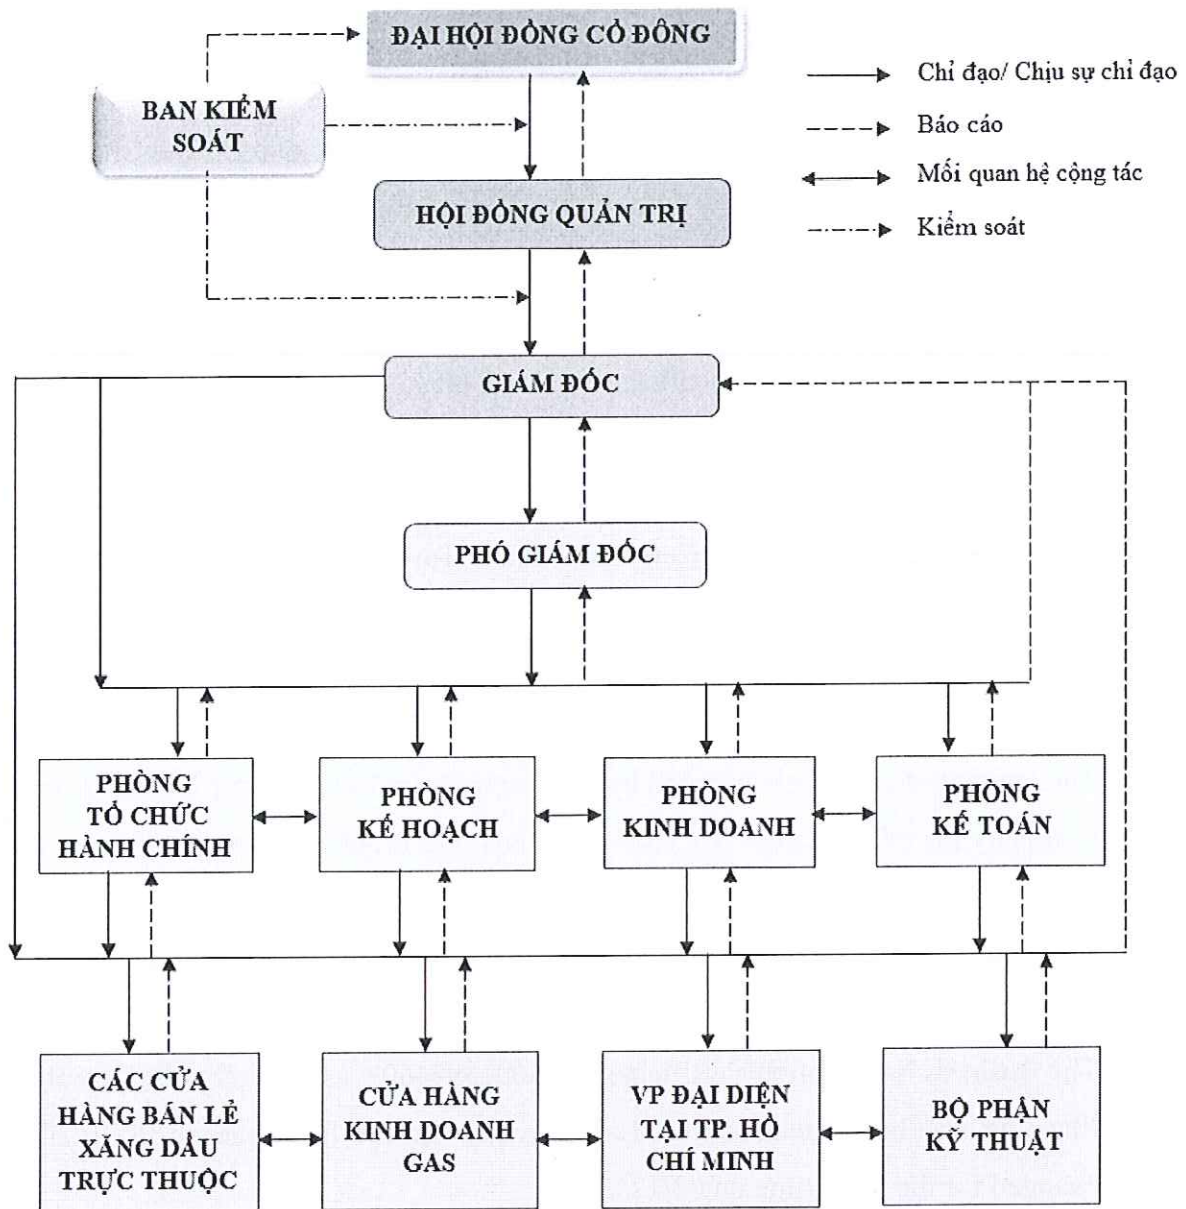 ĐẠI HỘI ĐỒNG CỔ ĐÔNG
BAN KIỂM
SOÁT
Chỉ đạo/ Chịu sự chỉ đạo
Báo cáo
Mối quan hệ cộng tác
Kiểm soát
HỘI ĐỒNG QUẢN TRỊ
GIÁM ĐỐC
PHÓ GIÁM ĐỐC
PHÒNG
TỔ CHỨC
HÀNH CHÍNH
PHÒNG
KẾ HOẠCH
PHÒNG
KINH DOANH
PHÒNG
KẾ TOÁN
CÁC CỬA
HÀNG BÁN LẺ
XĂNG DẦU
TRỰC THUỘC
CỬA HÀNG
KINH DOANH
GAS
VP ĐẠI DIỆN
TẠI TP. HỒ
CHÍ MINH
BỘ PHẬN
KỸ THUẬT